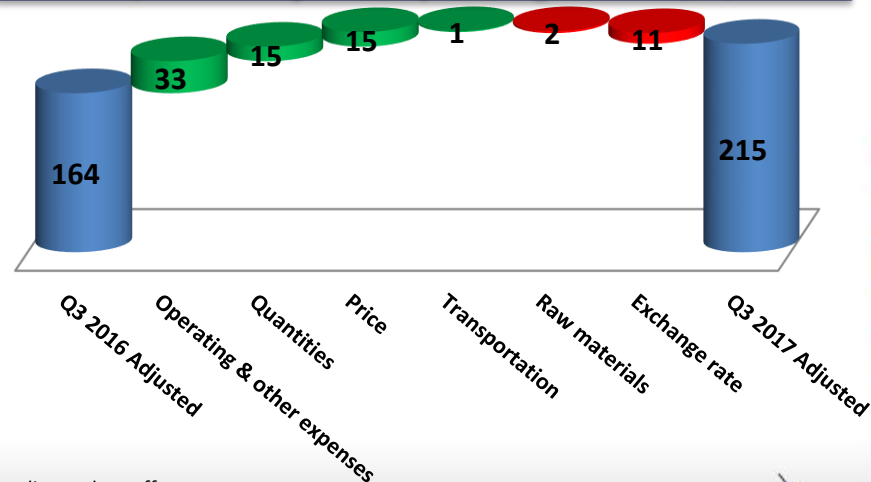 164
33
15
15
1
2
11
215
Q3 2016 Adjusted
Operating & other expenses
Quantities
Price
Transportation
Raw materials
Exchange rate
Q3 2017 Adjusted